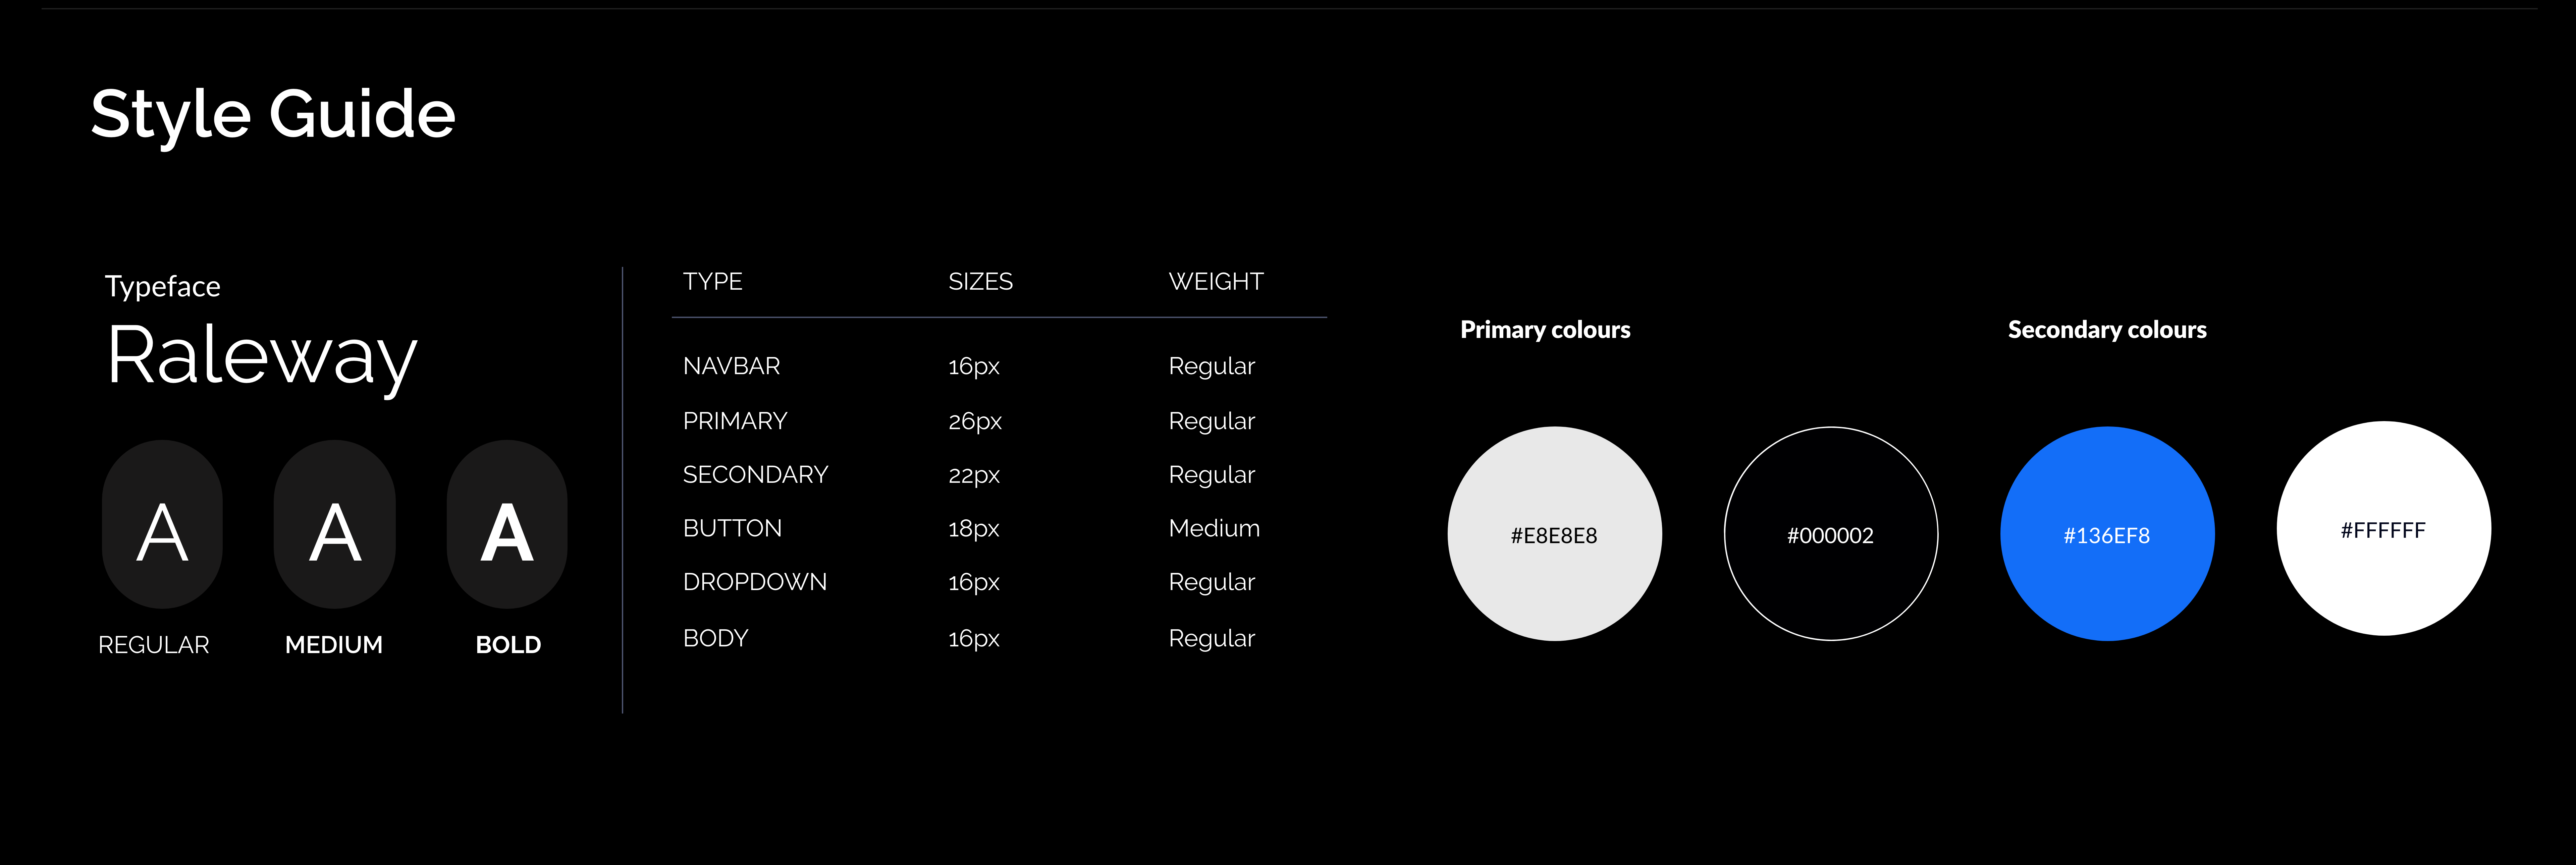 Style Guide
Typeface
Raleway
A A A
REGULAR MEDIUM BOLD
TYPE SIZES WEIGHT
NAVBAR 16px Regular
PRIMARY 26px Regular
SECONDARY 22px Regular
BUTTON 18px Medium
DROPDOWN 16px Regular
BODY 16px Regular
Primary colours
#E8E8E8 #000002
Secondary colours
#136EF8 #FFFFFF